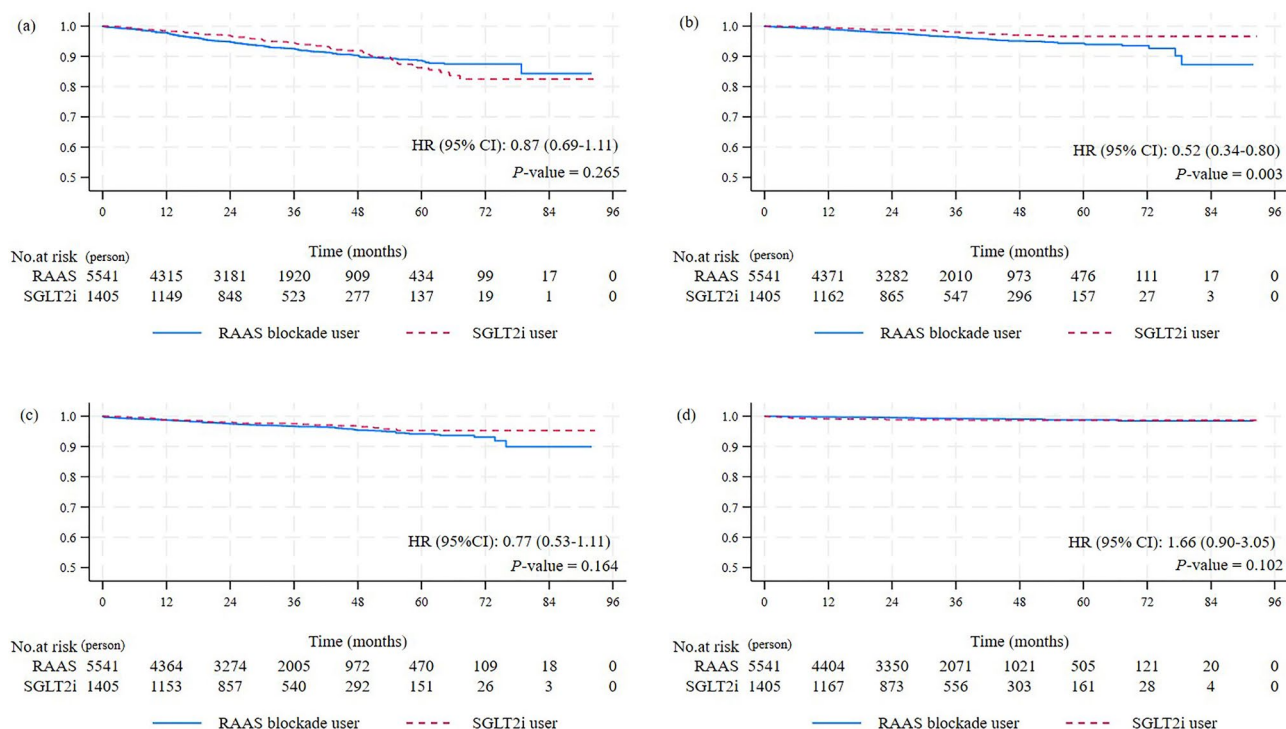 (a)
1.0
0.9
0.8
0.7
0.6
0.5
HR (95% CI): 0.87 (0.69-1.11)
P-value = 0.265
0 12 24 36 48 60 72 84 96
Time (months)
No.at risk (person)
RAAS 5541 4315 3181 1920 909 434 99 17 0
SGLT2i 1405 1149 848 523 277 137 19 1 0
RAAS blockade user SGLT2i user
(b)
1.0
0.9
0.8
0.7
0.6
0.5
HR (95% CI): 0.52 (0.34-0.80)
P-value = 0.003
0 12 24 36 48 60 72 84 96
Time (months)
No.at risk (person)
RAAS 5541 4371 3282 2010 973 476 111 17 0
SGLT2i 1405 1162 865 547 296 157 27 3 0
RAAS blockade user SGLT2i user
(c)
1.0
0.9
0.8
0.7
0.6
0.5
HR (95%CI): 0.77 (0.53-1.11)
P-value = 0.164
0 12 24 36 48 60 72 84 96
Time (months)
No.at risk (person)
RAAS 5541 4364 3274 2005 972 470 109 18 0
SGLT2i 1405 1153 857 540 292 151 26 3 0
RAAS blockade user SGLT2i user
(d)
1.0
0.9
0.8
0.7
0.6
0.5
HR (95% CI): 1.66 (0.90-3.05)
P-value = 0.102
0 12 24 36 48 60 72 84 96
Time (months)
No.at risk (person)
RAAS 5541 4404 3350 2071 1021 505 121 20 0
SGLT2i 1405 1167 873 556 303 161 28 4 0
RAAS blockade user SGLT2i user